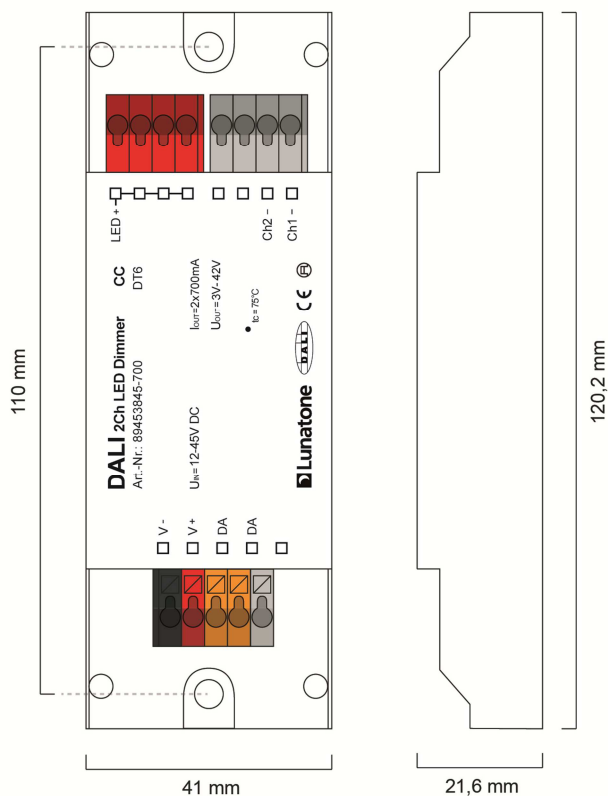 LED +
Ch2 -
Ch1 -
DALI 2Ch LED Dimmer CC
Art.-Nr.: 89453845-700 DT6
UIN = 12-45V DC
IOUT=2x700mA
UOUT=3V- 42V
tc = 75°C
Lunatone
DALI
CE
V -
V +
DA
DA
110 mm
120,2 mm
41 mm
21,6 mm